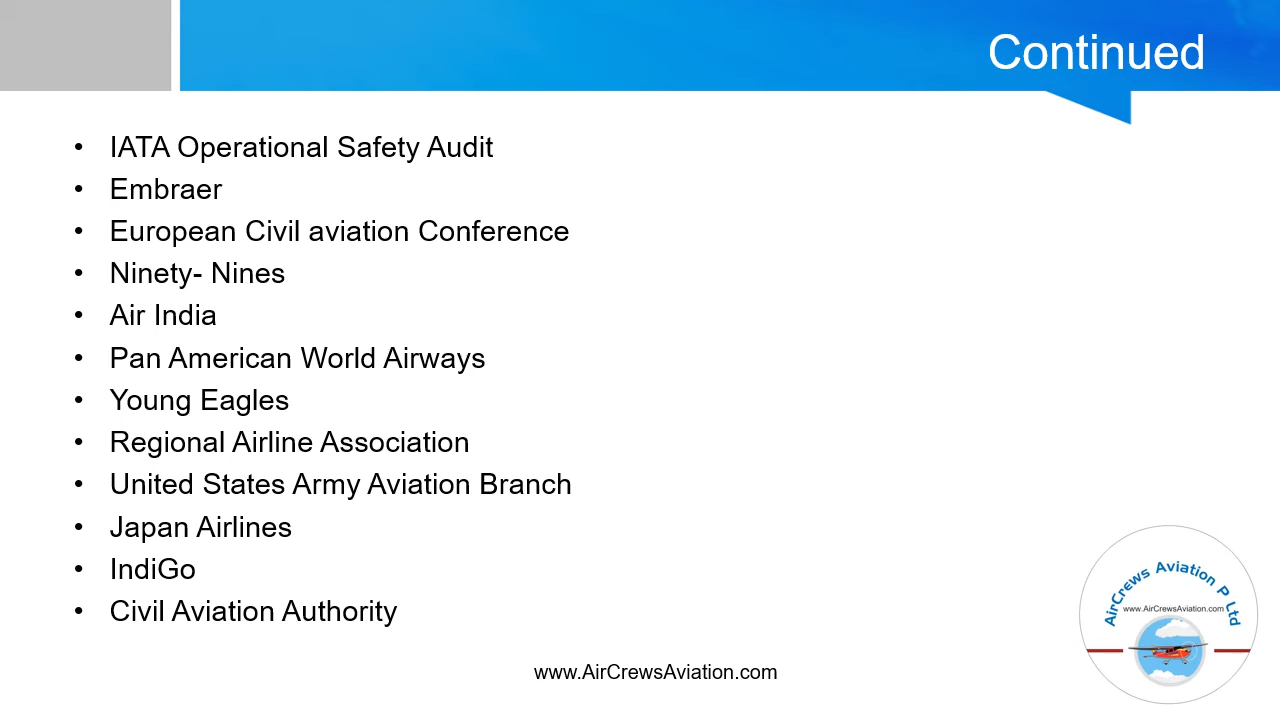 Continued
• IATA Operational Safety Audit
• Embraer
• European Civil aviation Conference
• Ninety- Nines
• Air India
• Pan American World Airways
• Young Eagles
• Regional Airline Association
• United States Army Aviation Branch
• Japan Airlines
• IndiGo
• Civil Aviation Authority
AirCrews Aviation P Ltd
www.AirCrewsAviation.com
www.AirCrewsAviation.com